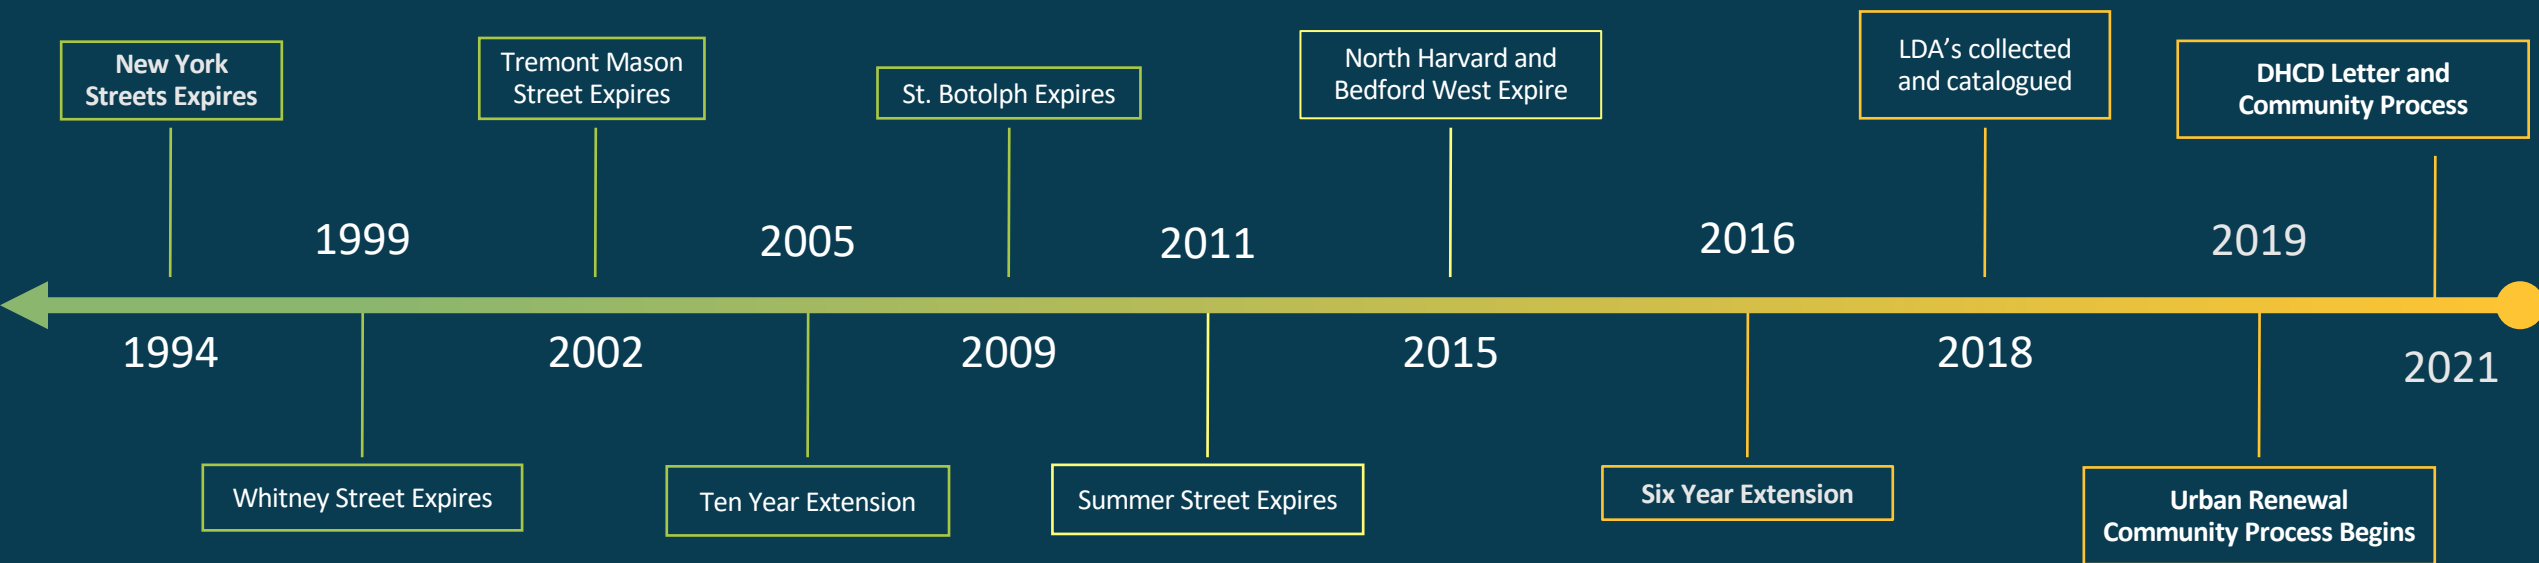 New York
Streets Expires
Tremont Mason
Street Expires
St. Botolph Expires
North Harvard and
Bedford West Expire
LDA's collected
and catalogued
DHCD Letter and
Community Process
1999
2005
2011
2016
2019
1994
2002
2009
2015
2018
2021
Whitney Street Expires
Ten Year Extension
Summer Street Expires
Six Year Extension
Urban Renewal
Community Process Begins